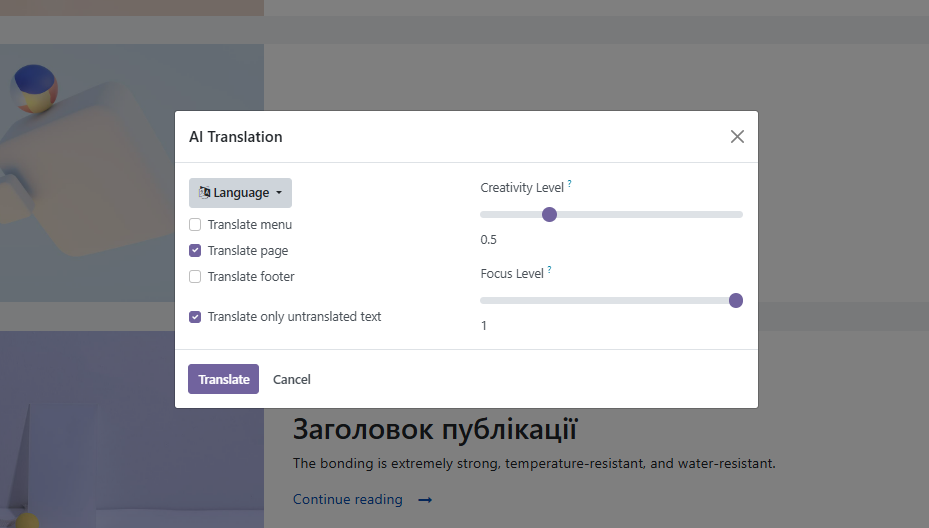 AI Translation
Language
Translate menu
Translate page
Translate footer
Translate only untranslated text
Creativity Level ?
0.5
Focus Level ?
1
Translate
Cancel
Заголовок публікації
The bonding is extremely strong, temperature-resistant, and water-resistant.
Continue reading →